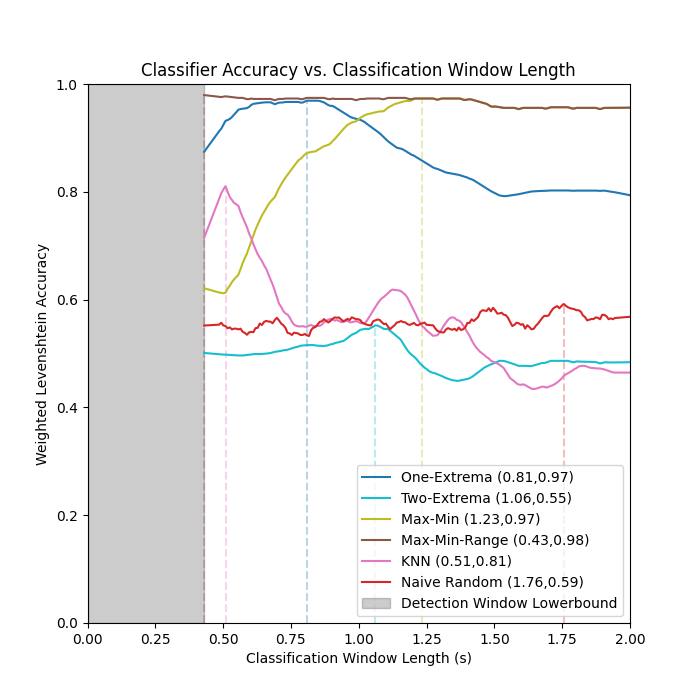 Classifier Accuracy vs. Classification Window Length
1.0
0.8
0.6
0.4
0.2
0.0
Weighted Levenshtein Accuracy
One-Extrema (0.81,0.97)
Two-Extrema (1.06,0.55)
Max-Min (1.23,0.97)
Max-Min-Range (0.43,0.98)
KNN (0.51,0.81)
Naive Random (1.76,0.59)
Detection Window Lowerbound
0.00 0.25 0.50 0.75 1.00 1.25 1.50 1.75 2.00
Classification Window Length (s)